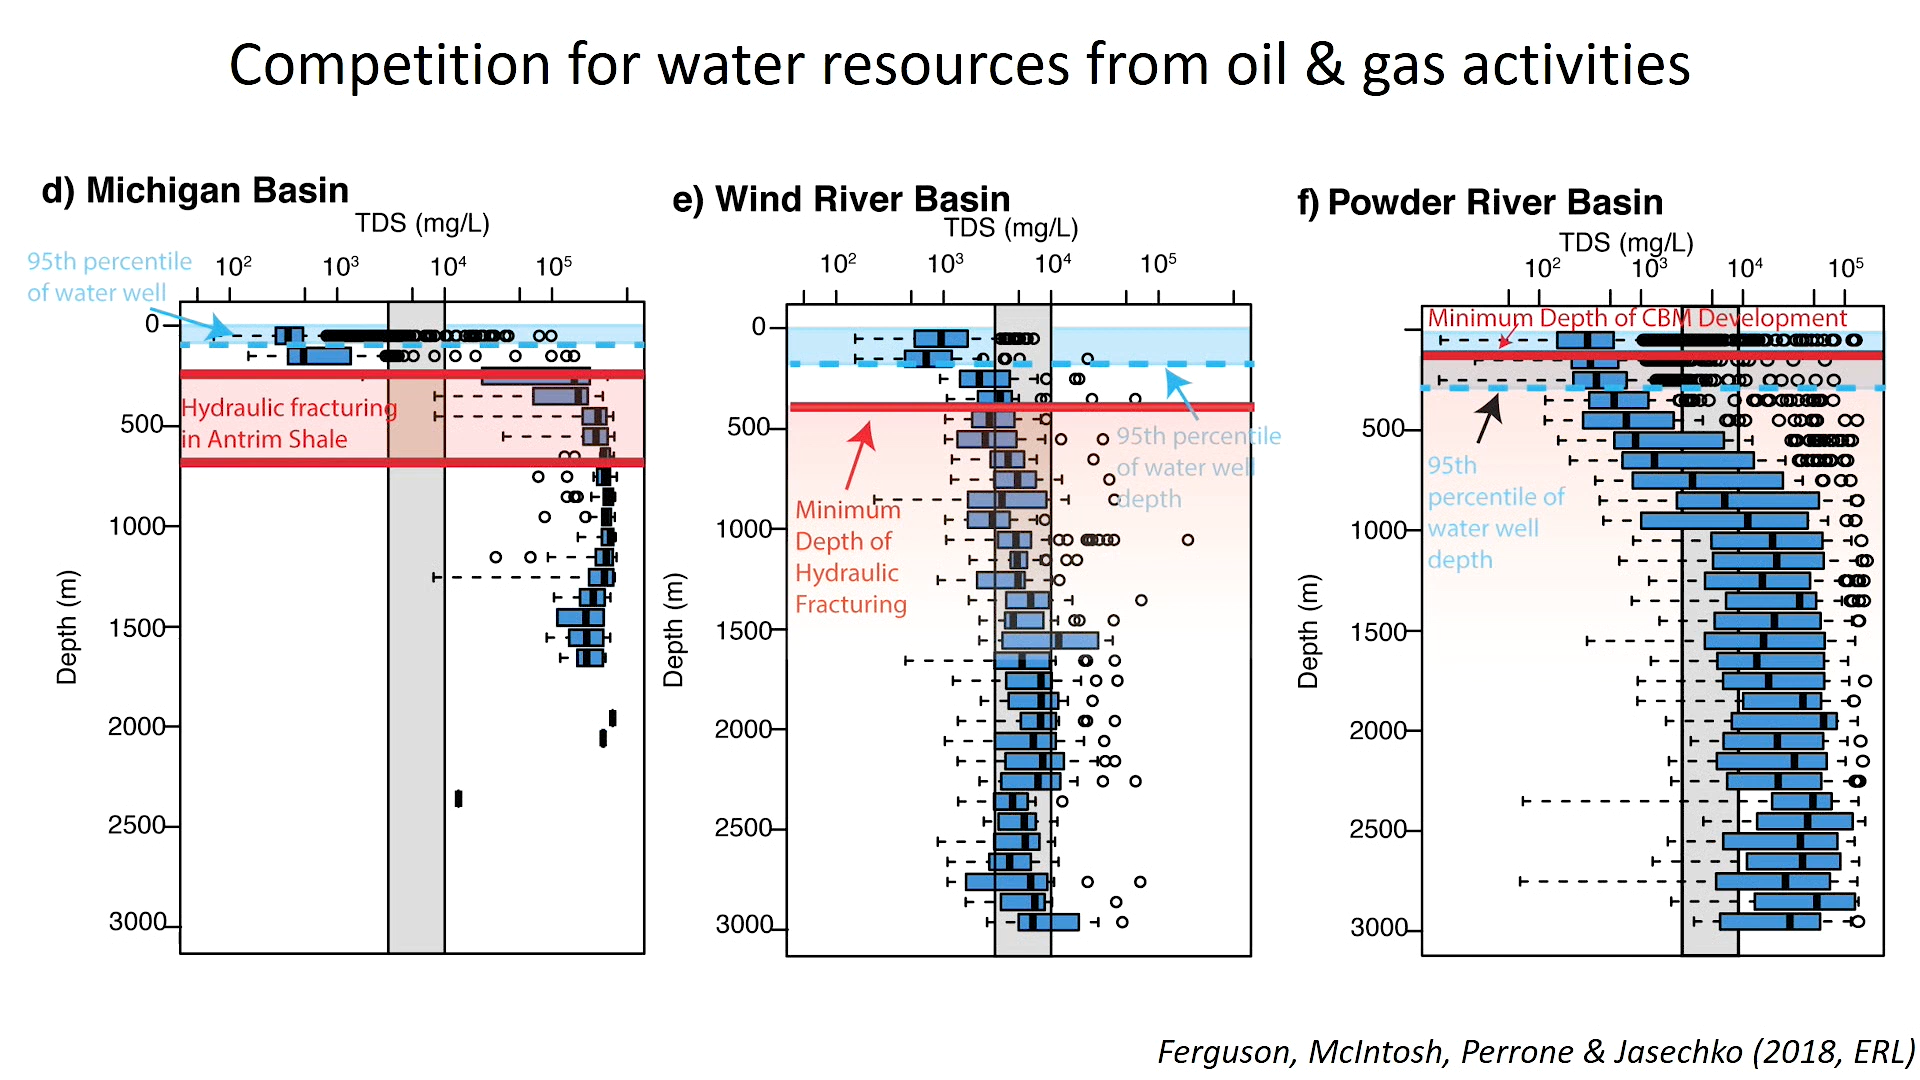 Competition for water resources from oil & gas activities
d) Michigan Basin
TDS (mg/L)
95th percentile
of water well
10²
10³
10⁴
10⁵
0
500
1000
1500
2000
2500
3000
Depth (m)
Hydraulic fracturing
in Antrim Shale
e) Wind River Basin
TDS (mg/L)
10²
10³
10⁴
10⁵
0
500
1000
1500
2000
2500
3000
Depth (m)
95th percentile
of water well
depth
Minimum
Depth of
Hydraulic
Fracturing
f) Powder River Basin
TDS (mg/L)
10²
10³
10⁴
10⁵
Minimum Depth of CBM Development
500
1000
1500
2000
2500
3000
Depth (m)
95th
percentile of
water well
depth
Ferguson, McIntosh, Perrone & Jasechko (2018, ERL)